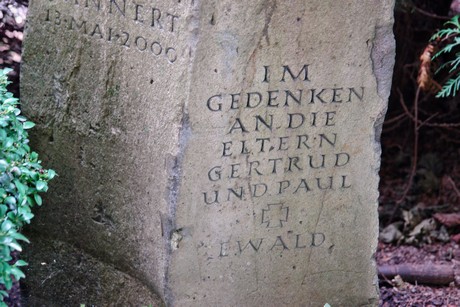 13·MAI·2000
IM
GEDENKEN
AN DIE
ELTERN
GERTRUD
UND PAUL
EWALD